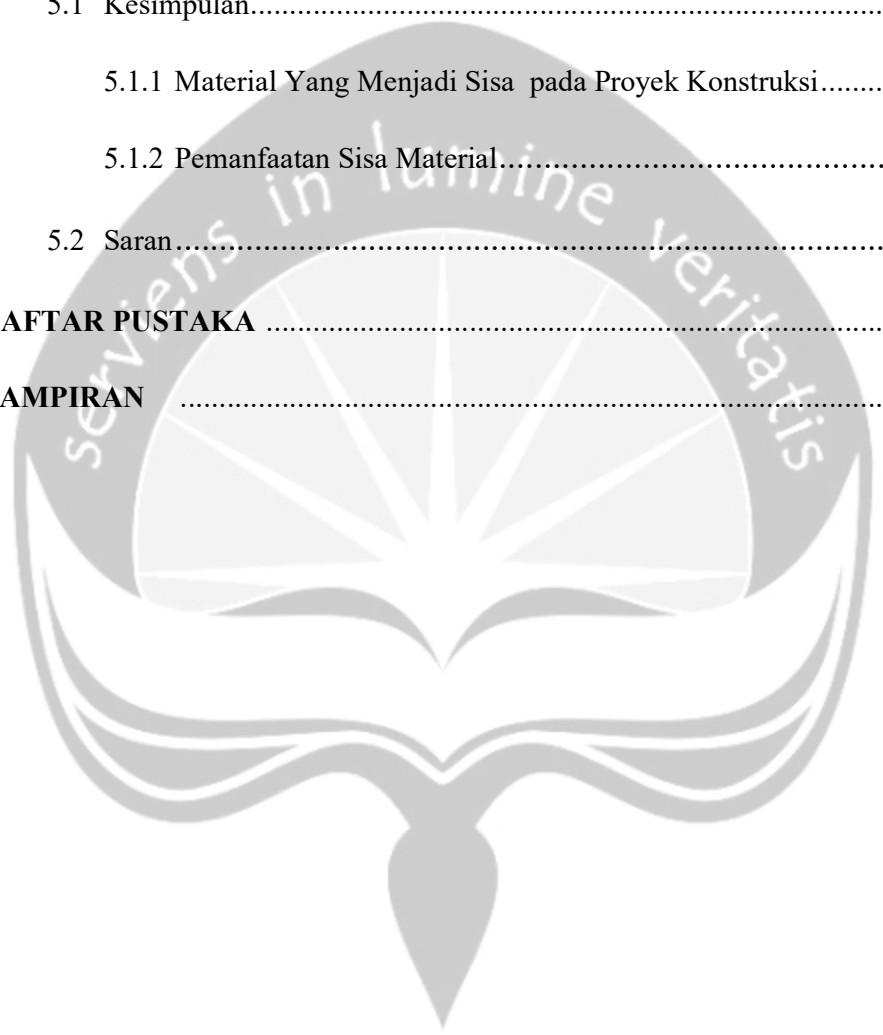 5.1 Kesimpulan....................................................................................
5.1.1 Material Yang Menjadi Sisa pada Proyek Konstruksi........
5.1.2 Pemanfaatan Sisa Material................................................
5.2 Saran..............................................................................................
AFTAR PUSTAKA ..................................................................................
AMPIRAN ............................................................................................
serviens in lumine veritatis